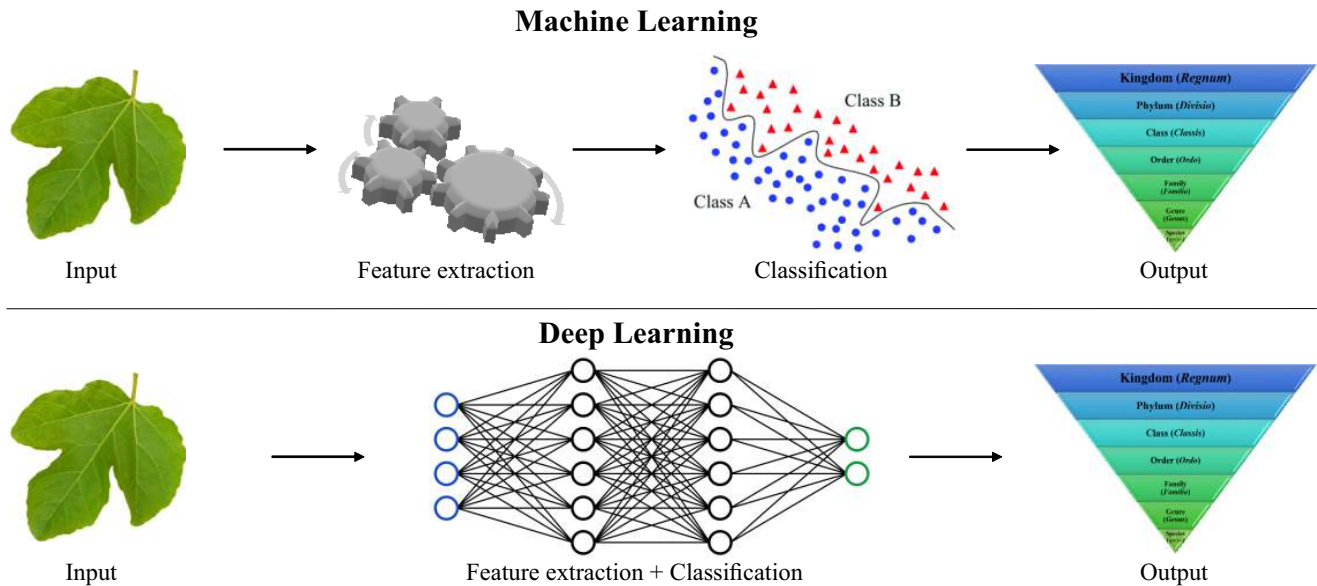 Machine Learning
Class B
Class A
Kingdom (Regnum)
Phylum (Divisio)
Class (Classis)
Order (Ordo)
Family
(Familia)
Genre
(Genus)
Species
Input
Feature extraction
Classification
Output
Deep Learning
Kingdom (Regnum)
Phylum (Divisio)
Class (Classis)
Order (Ordo)
Family
(Familia)
Genre
(Genus)
Species
Input
Feature extraction + Classification
Output